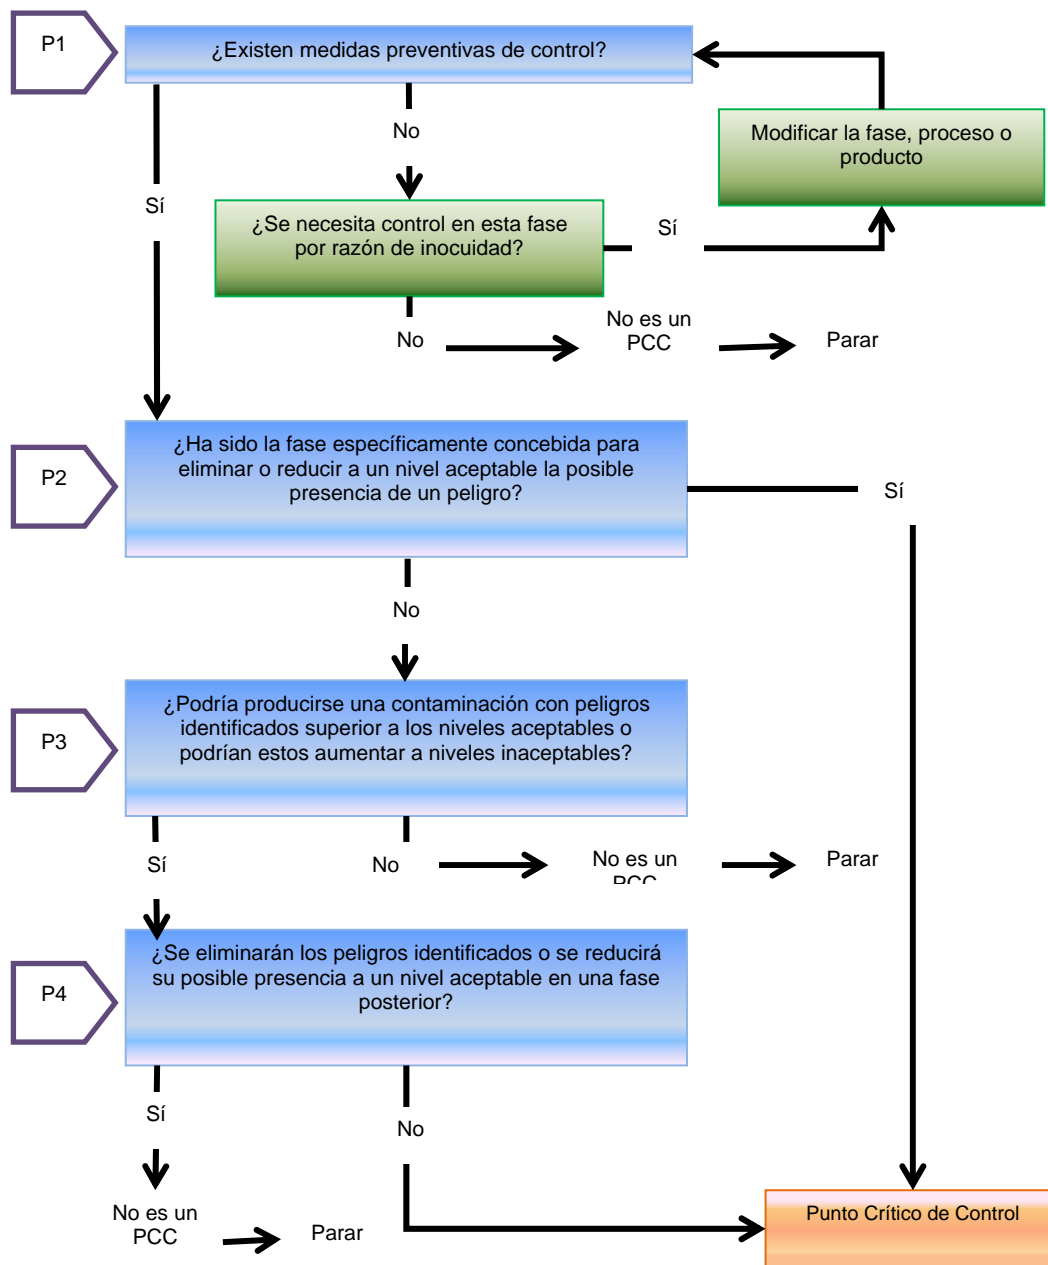 P1
¿Existen medidas preventivas de control?
No
Modificar la fase, proceso o
producto
Sí
¿Se necesita control en esta fase
por razón de inocuidad?
Sí
No
No es un
PCC
Parar
P2
¿Ha sido la fase específicamente concebida para
eliminar o reducir a un nivel aceptable la posible
presencia de un peligro?
Sí
No
P3
¿Podría producirse una contaminación con peligros
identificados superior a los niveles aceptables o
podrían estos aumentar a niveles inaceptables?
Sí
No
No es un
PCC
Parar
P4
¿Se eliminarán los peligros identificados o se reducirá
su posible presencia a un nivel aceptable en una fase
posterior?
Sí
No
No es un
PCC
Parar
Punto Crítico de Control